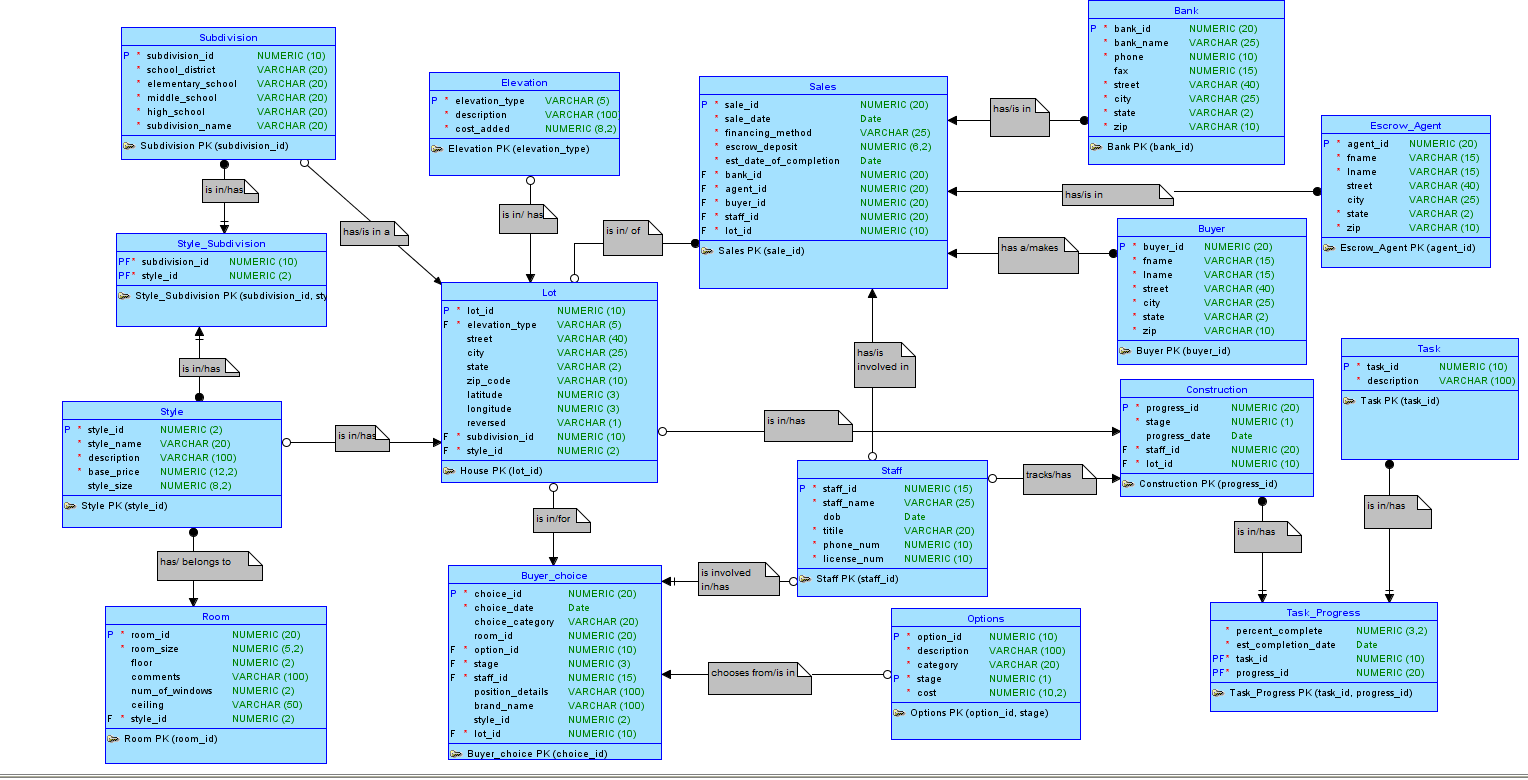 Subdivision
P * subdivision_id NUMERIC (10)
* school_district VARCHAR (20)
* elementary_school VARCHAR (20)
* middle_school VARCHAR (20)
* high_school VARCHAR (20)
* subdivision_name VARCHAR (20)
Subdivision PK (subdivision_id)
is in/has
has/is in a
Style_Subdivision
PF* subdivision_id NUMERIC (10)
PF* style_id NUMERIC (2)
Style_Subdivision PK (subdivision_id, sty
is in/has
Style
P * style_id NUMERIC (2)
* style_name VARCHAR (20)
* description VARCHAR (100)
* base_price NUMERIC (12,2)
style_size NUMERIC (8,2)
Style PK (style_id)
is in/has
has/ belongs to
Room
P * room_id NUMERIC (20)
* room_size NUMERIC (5,2)
floor NUMERIC (2)
comments VARCHAR (100)
num_of_windows NUMERIC (2)
ceiling VARCHAR (50)
F * style_id NUMERIC (2)
Room PK (room_id)
Elevation
P * elevation_type VARCHAR (5)
* description VARCHAR (100
* cost_added NUMERIC (8,2)
Elevation PK (elevation_type)
is in/ has
is in/ of
Lot
P * lot_id NUMERIC (10)
F * elevation_type VARCHAR (5)
street VARCHAR (40)
city VARCHAR (25)
state VARCHAR (2)
zip_code VARCHAR (10)
latitude NUMERIC (3)
longitude NUMERIC (3)
reversed VARCHAR (1)
F * subdivision_id NUMERIC (10)
F * style_id NUMERIC (2)
House PK (lot_id)
is in/for
is in/has
Buyer_choice
P * choice_id NUMERIC (20)
* choice_date Date
choice_category VARCHAR (20)
room_id NUMERIC (20)
F * option_id NUMERIC (10)
F * stage NUMERIC (3)
F * staff_id NUMERIC (15)
position_details VARCHAR (100)
brand_name VARCHAR (100)
style_id NUMERIC (2)
F * lot_id NUMERIC (10)
Buyer_choice PK (choice_id)
Sales
P * sale_id NUMERIC (20)
* sale_date Date
* financing_method VARCHAR (25)
* escrow_deposit NUMERIC (6,2)
* est_date_of_completion Date
F * bank_id NUMERIC (20)
F * agent_id NUMERIC (20)
F * buyer_id NUMERIC (20)
F * staff_id NUMERIC (20)
F * lot_id NUMERIC (10)
Sales PK (sale_id)
has/is
involved in
Staff
P * staff_id NUMERIC (15)
* staff_name VARCHAR (25)
dob Date
* titile VARCHAR (20)
* phone_num NUMERIC (10)
* license_num NUMERIC (10)
Staff PK (staff_id)
is involved
in/has
tracks/has
Options
P * option_id NUMERIC (10)
* description VARCHAR (100)
* category VARCHAR (20)
P * stage NUMERIC (1)
* cost NUMERIC (10,2)
Options PK (option_id, stage)
chooses from/is in
Bank
P * bank_id NUMERIC (20)
* bank_name VARCHAR (25)
* phone NUMERIC (10)
fax NUMERIC (15)
* street VARCHAR (40)
* city VARCHAR (25)
* state VARCHAR (2)
* zip VARCHAR (10)
Bank PK (bank_id)
has/is in
Escrow_Agent
P * agent_id NUMERIC (20)
* fname VARCHAR (15)
* lname VARCHAR (15)
street VARCHAR (40)
city VARCHAR (25)
* state VARCHAR (2)
* zip VARCHAR (10)
Escrow_Agent PK (agent_id)
has/is in
Buyer
P * buyer_id NUMERIC (20)
* fname VARCHAR (15)
* lname VARCHAR (15)
* street VARCHAR (40)
* city VARCHAR (25)
* state VARCHAR (2)
* zip VARCHAR (10)
Buyer PK (buyer_id)
has a/makes
Construction
P * progress_id NUMERIC (20)
* stage NUMERIC (1)
progress_date Date
F * staff_id NUMERIC (20)
F * lot_id NUMERIC (10)
Construction PK (progress_id)
is in/has
Task
P * task_id NUMERIC (10)
* description VARCHAR (100)
Task PK (task_id)
is in/has
Task_Progress
* percent_complete NUMERIC (3,2)
* est_completion_date Date
PF* task_id NUMERIC (10)
PF* progress_id NUMERIC (20)
Task_Progress PK (task_id, progress_id)